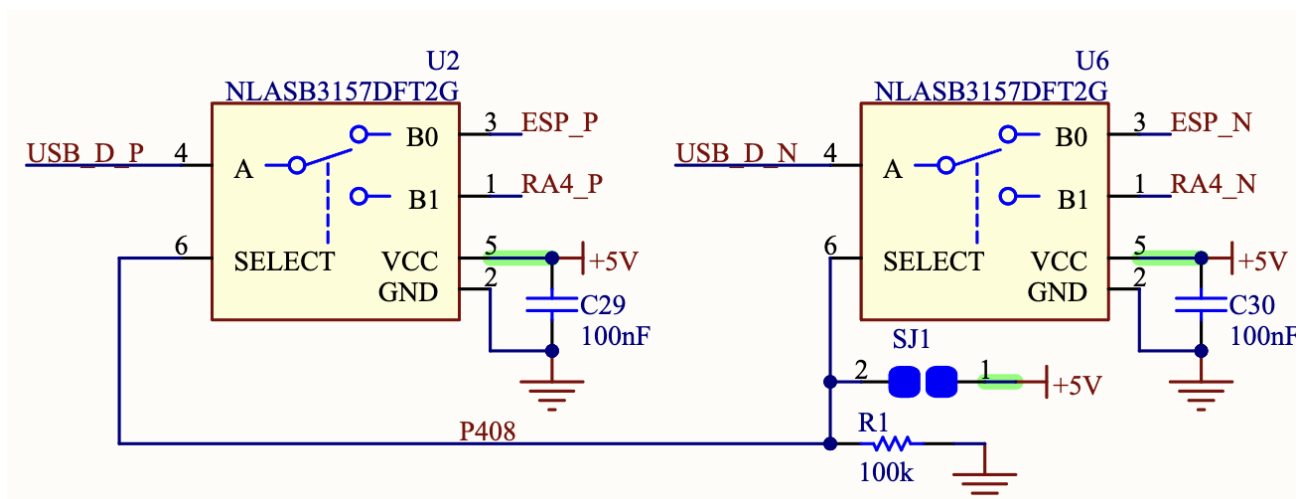 U2
NLASB3157DFT2G
USB_D_P
4
A
B0
3
ESP_P
B1
1
RA4_P
6
SELECT
VCC
5
+5V
GND
2
C29
100nF
U6
NLASB3157DFT2G
USB_D_N
4
A
B0
3
ESP_N
B1
1
RA4_N
6
SELECT
VCC
5
+5V
GND
2
C30
100nF
SJ1
2
1
+5V
P408
R1
100k